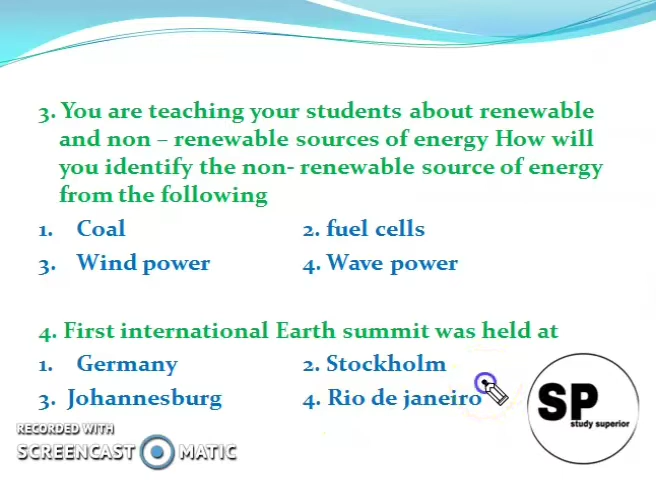 3. You are teaching your students about renewable
and non – renewable sources of energy How will
you identify the non- renewable source of energy
from the following
1. Coal 2. fuel cells
3. Wind power 4. Wave power
4. First international Earth summit was held at
1. Germany 2. Stockholm
3. Johannesburg 4. Rio de janeiro
SP
study superior
RECORDED WITH
SCREENCAST MATIC